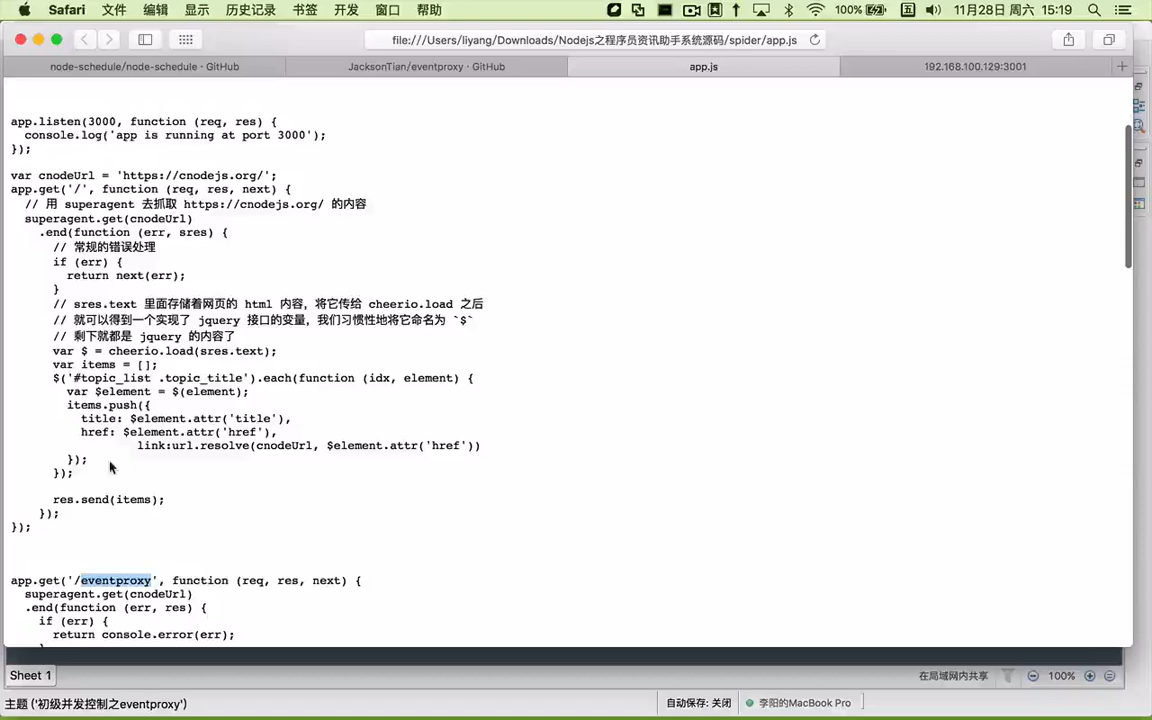 Safari 文件 编辑 显示 历史记录 书签 开发 窗口 帮助 100% 五 11月28日 周六 15:19
file:///Users/liyang/Downloads/Nodejs之程序员资讯助手系统源码/spider/app.js
node-schedule/node-schedule · GitHub JacksonTian/eventproxy · GitHub app.js 192.168.100.129:3001
app.listen(3000, function (req, res) {
  console.log('app is running at port 3000');
});
var cnodeUrl = 'https://cnodejs.org/';
app.get('/', function (req, res, next) {
  // 用 superagent 去抓取 https://cnodejs.org/ 的内容
  superagent.get(cnodeUrl)
    .end(function (err, sres) {
      // 常规的错误处理
      if (err) {
        return next(err);
      }
      // sres.text 里面存储着网页的 html 内容，将它传给 cheerio.load 之后
      // 就可以得到一个实现了 jquery 接口的变量，我们习惯性地将它命名为 `$`
      // 剩下就都是 jquery 的内容了
      var $ = cheerio.load(sres.text);
      var items = [];
      $('#topic_list .topic_title').each(function (idx, element) {
        var $element = $(element);
        items.push({
          title: $element.attr('title'),
          href: $element.attr('href'),
                  link:url.resolve(cnodeUrl, $element.attr('href'))
        });
      });
      res.send(items);
    });
});
app.get('/eventproxy', function (req, res, next) {
  superagent.get(cnodeUrl)
  .end(function (err, res) {
    if (err) {
      return console.error(err);
Sheet 1 在局域网内共享 100%
主题 ('初级并发控制之eventproxy') 自动保存: 关闭 李阳的MacBook Pro